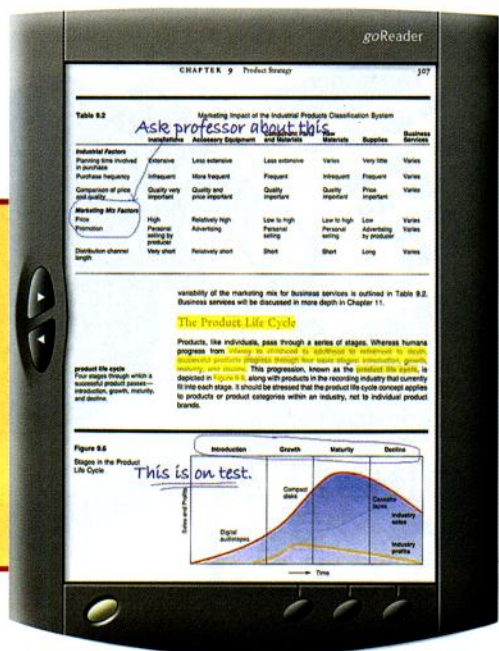 goReader
CHAPTER 9 Product Strategy 307
Table 9.2 Marketing Impact of the Industrial Products Classification System
Ask professor about this
Installations Accessory Equipment Component Parts and Materials Raw Materials Supplies Business Services
Industrial Factors
Planning time involved in purchase Extensive Less extensive Less extensive Varies Very little Varies
Purchase frequency Infrequent More frequent Frequent Infrequent Frequent Varies
Comparison of price and quality Quality very important Quality and price important Quality important Quality important Price important Varies
Marketing Mix Factors
Price High Relatively high Low to high Low to high Low Varies
Promotion Personal selling by producer Advertising Personal selling Personal selling Advertising by producer Varies
Distribution channel length Very short Relatively short Short Short Long Varies
variability of the marketing mix for business services is outlined in Table 9.2.
Business services will be discussed in more depth in Chapter 11.
The Product Life Cycle
Products, like individuals, pass through a series of stages. Whereas humans
progress from infancy to childhood to adulthood to retirement to death,
successful products progress through four basic stages: introduction, growth,
maturity, and decline. This progression, known as the product life cycle, is
depicted in Figure 9.6, along with products in the recording industry that currently
fit into each stage. It should be stressed that the product life cycle concept applies
to products or product categories within an industry, not to individual product
brands.
product life cycle
Four stages through which a
successful product passes—
introduction, growth, maturity,
and decline.
Figure 9.6
Stages in the Product
Life Cycle
This is on test.
Introduction Growth Maturity Decline
Sales and Profits
Digital
audiotapes
Compact
disks
Cassette
tapes
Industry
sales
Industry
profits
Time